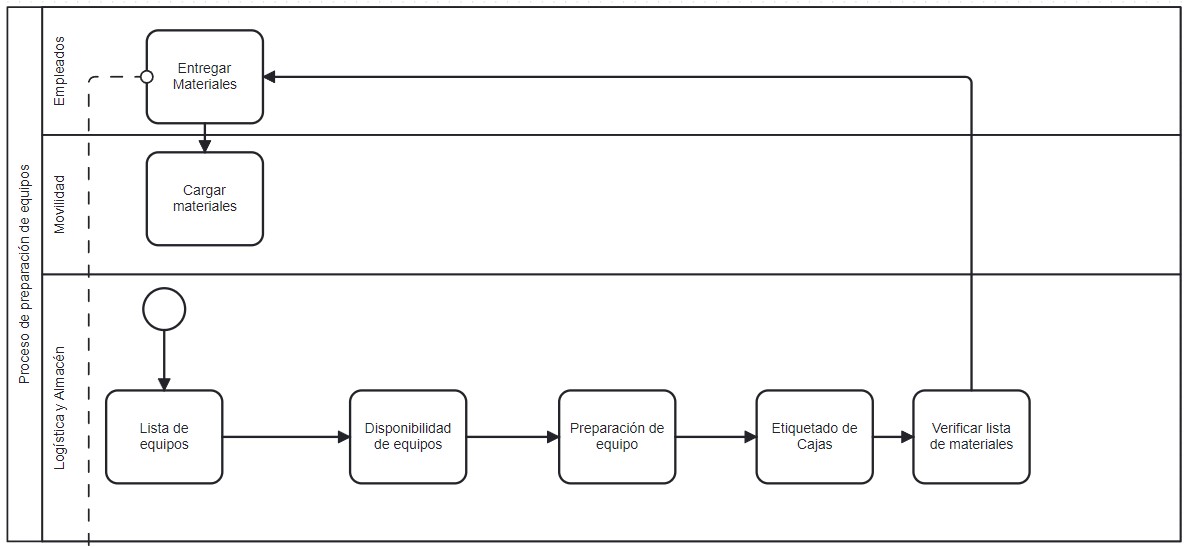 Proceso de preparación de equipos
Empleados
Entregar
Materiales
Movilidad
Cargar
materiales
Logística y Almacén
Lista de
equipos
Disponibilidad
de equipos
Preparación de
equipo
Etiquetado de
Cajas
Verificar lista
de materiales